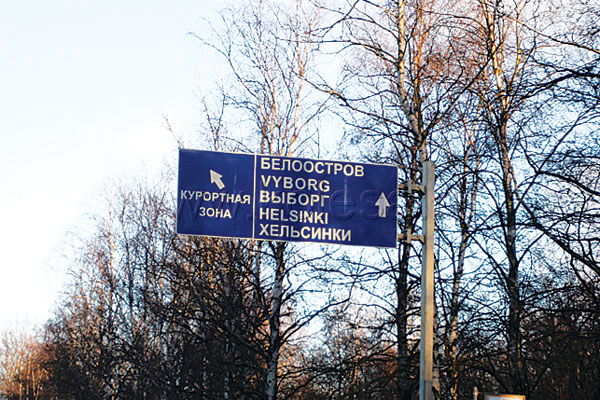 КУРОРТНАЯ
ЗОНА
БЕЛООСТРОВ
VYBORG
ВЫБОРГ
HELSINKI
ХЕЛЬСИНКИ